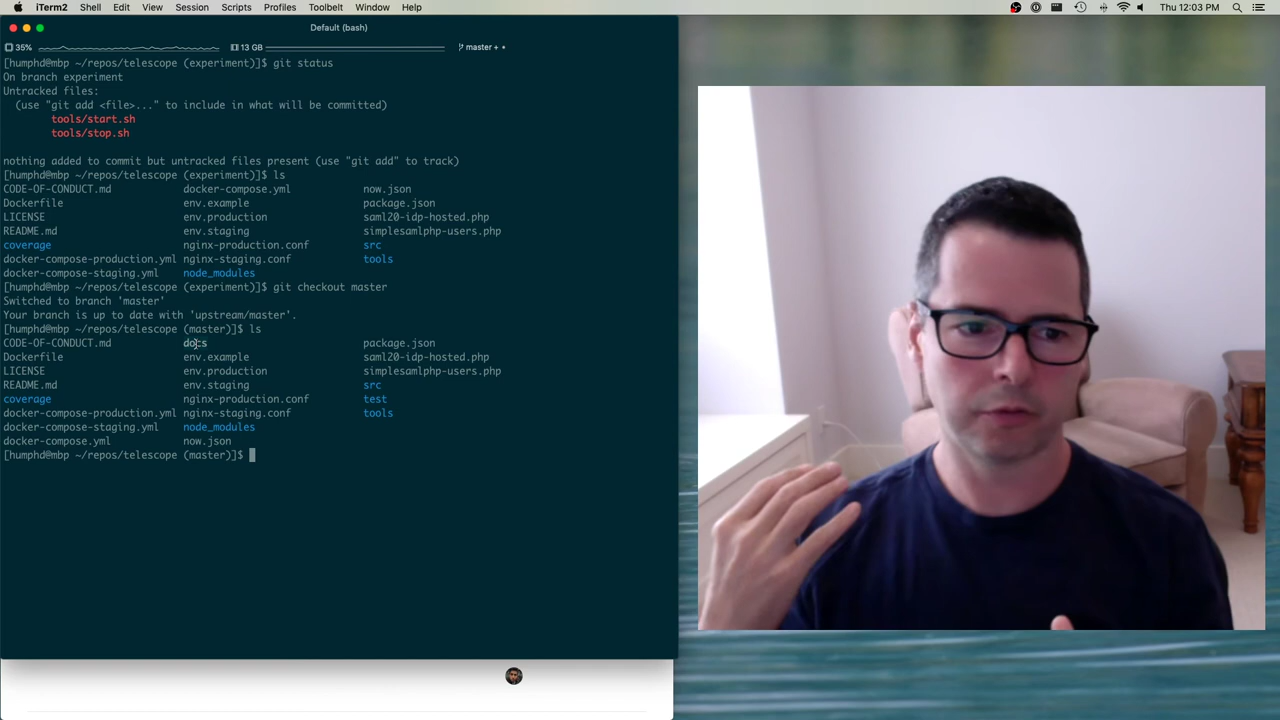 iTerm2 Shell Edit View Session Scripts Profiles Toolbelt Window Help Thu 12:03 PM
Default (bash)
35% 13 GB master + •
[humphd@mbp ~/repos/telescope (experiment)]$ git status
On branch experiment
Untracked files:
(use "git add <file>..." to include in what will be committed)
tools/start.sh
tools/stop.sh
nothing added to commit but untracked files present (use "git add" to track)
[humphd@mbp ~/repos/telescope (experiment)]$ ls
CODE-OF-CONDUCT.md docker-compose.yml now.json
Dockerfile env.example package.json
LICENSE env.production saml20-idp-hosted.php
README.md env.staging simplesamlphp-users.php
coverage nginx-production.conf src
docker-compose-production.yml nginx-staging.conf tools
docker-compose-staging.yml node_modules
[humphd@mbp ~/repos/telescope (experiment)]$ git checkout master
Switched to branch 'master'
Your branch is up to date with 'upstream/master'.
[humphd@mbp ~/repos/telescope (master)]$ ls
CODE-OF-CONDUCT.md docs package.json
Dockerfile env.example saml20-idp-hosted.php
LICENSE env.production simplesamlphp-users.php
README.md env.staging src
coverage nginx-production.conf test
docker-compose-production.yml nginx-staging.conf tools
docker-compose-staging.yml node_modules
docker-compose.yml now.json
[humphd@mbp ~/repos/telescope (master)]$